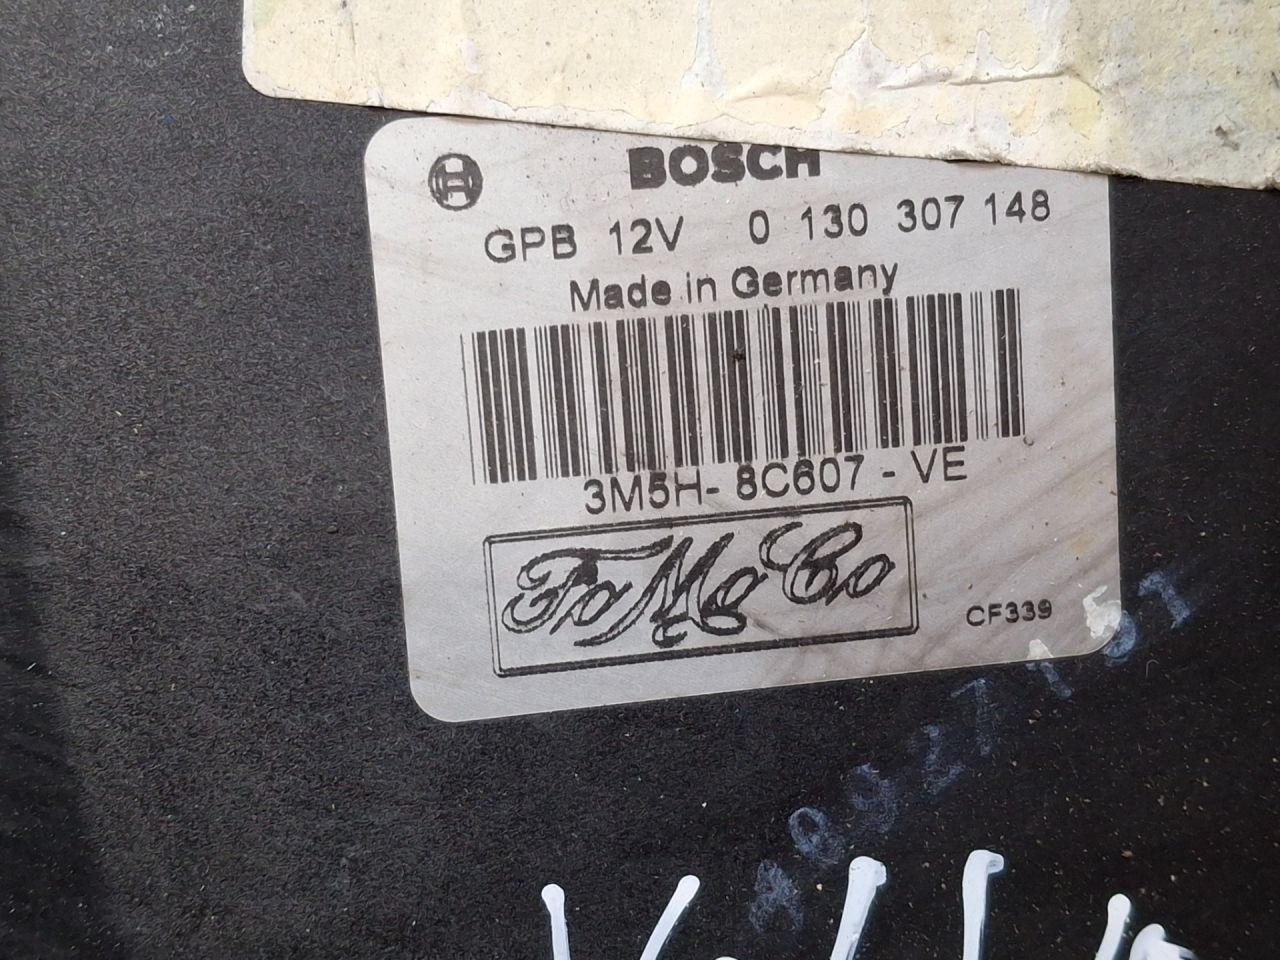 BOSCH
GPB 12V 0 130 307 148
Made in Germany
3M5H-8C607-VE
FoMoCo
CF339